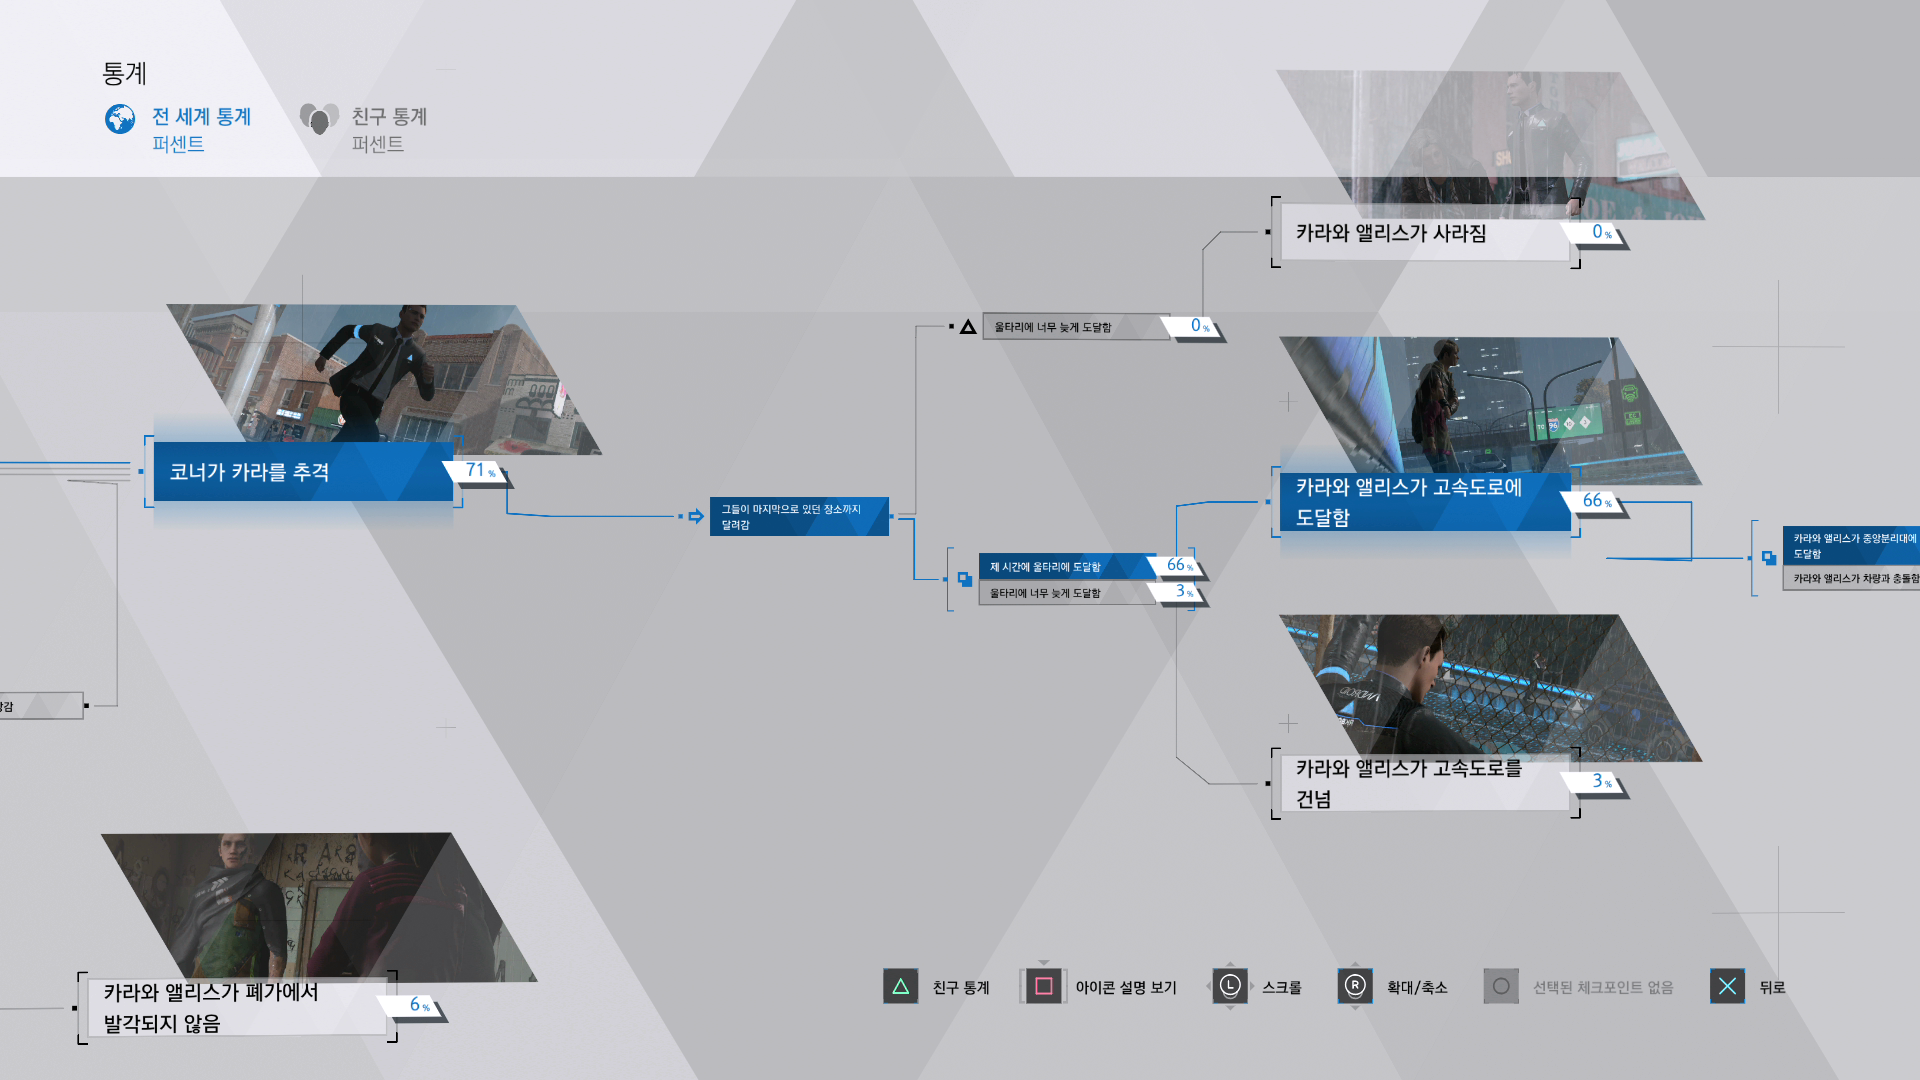 통계
전 세계 통계
퍼센트
친구 통계
퍼센트
카라와 앨리스가 사라짐
0%
울타리에 너무 늦게 도달함
0%
코너가 카라를 추격
71%
그들이 마지막으로 있던 장소까지
달려감
제 시간에 울타리에 도달함
66%
울타리에 너무 늦게 도달함
3%
카라와 앨리스가 고속도로에
도달함
66%
카라와 앨리스가 중앙분리대에
도달함
카라와 앨리스가 차량과 충돌함
카라와 앨리스가 고속도로를
건넘
3%
카라와 앨리스가 폐가에서
발각되지 않음
6%
친구 통계
아이콘 설명 보기
L
스크롤
R
확대/축소
선택된 체크포인트 없음
뒤로